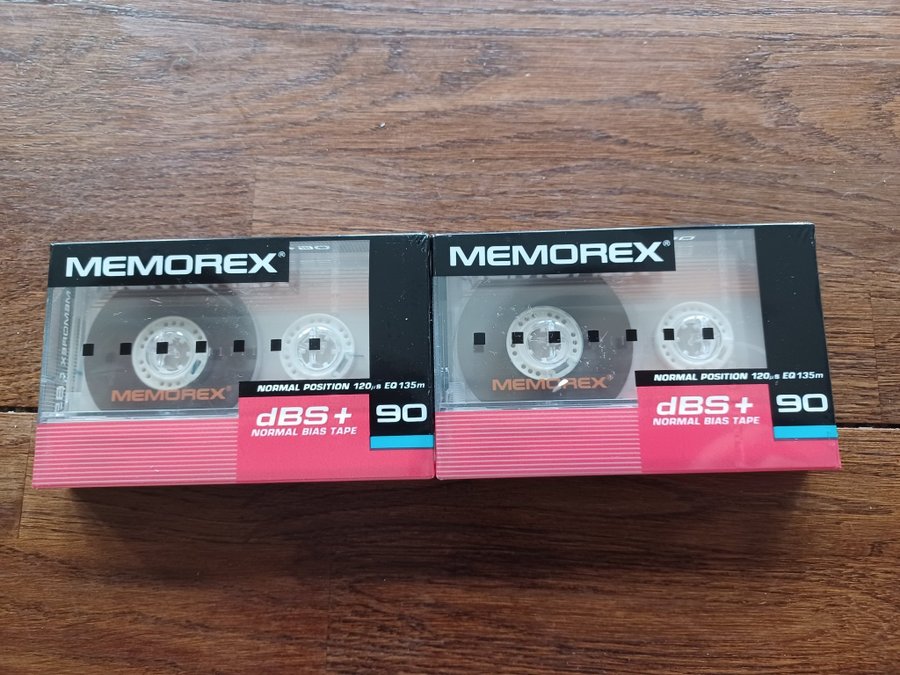 MEMOREX®
MEMOREX®
NORMAL POSITION 120µs EQ 135m
dBS+
NORMAL BIAS TAPE
90
MEMOREX®
MEMOREX®
NORMAL POSITION 120µs EQ 135m
dBS+
NORMAL BIAS TAPE
90